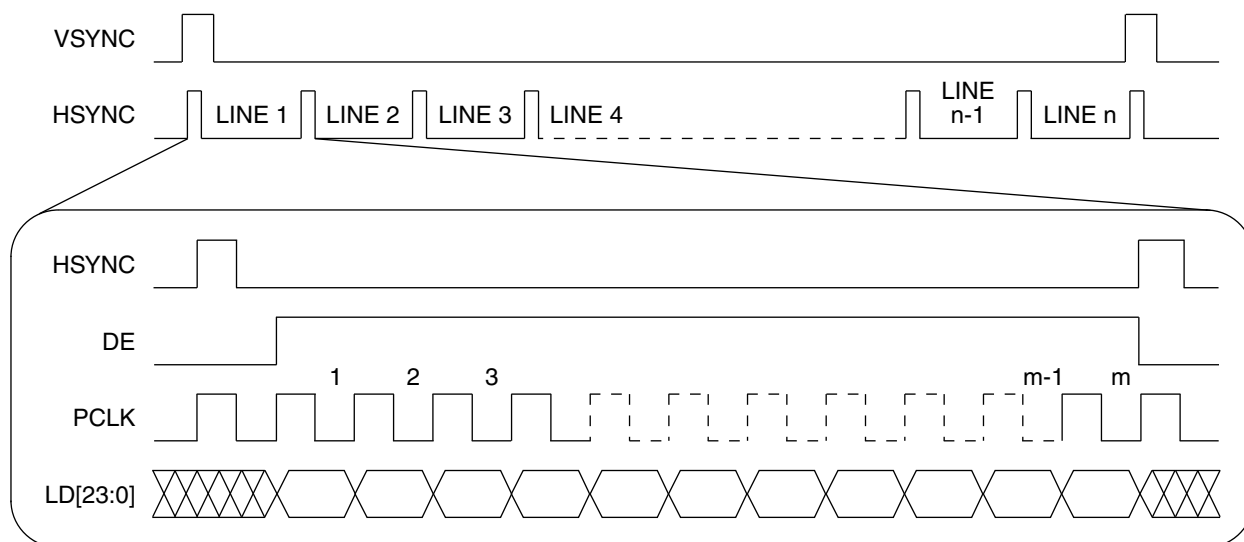 VSYNC
HSYNC LINE 1 LINE 2 LINE 3 LINE 4 LINE n-1 LINE n
HSYNC
DE
1 2 3 m-1 m
PCLK
LD[23:0]